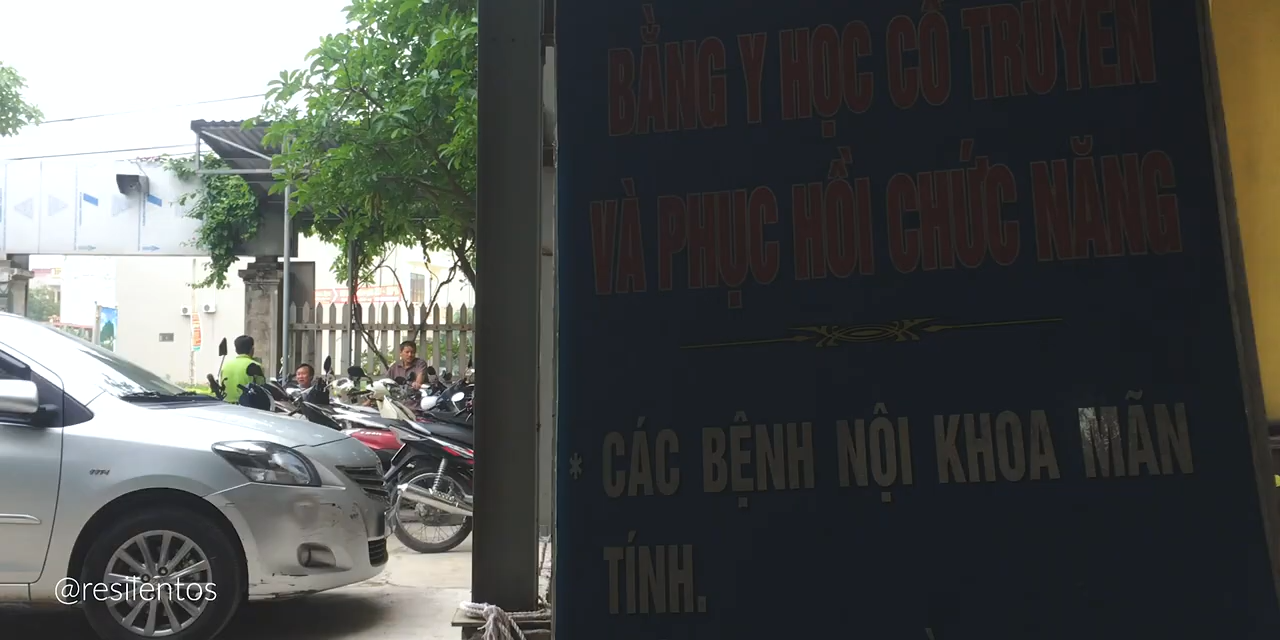 BẰNG Y HỌC CỔ TRUYỀN
VÀ PHỤC HỒI CHỨC NĂNG
* CÁC BỆNH NỘI KHOA MÃN
TÍNH.
@resilentos